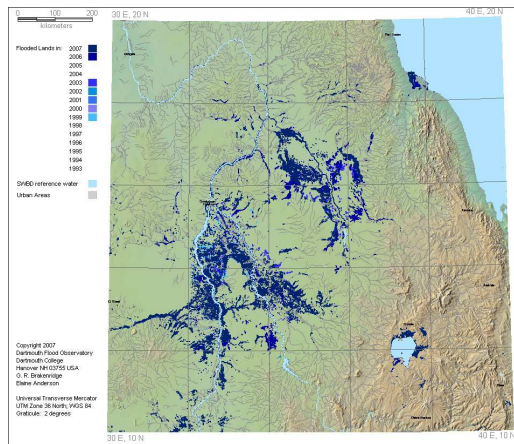 0 100 200
kilometers
30 E, 20 N
40 E, 20 N
Flooded Lands in: 2007
2006
2005
2004
2003
2002
2001
2000
1999
1998
1997
1996
1995
1994
1993
SWBD reference water
Urban Areas
Copyright 2007
Dartmouth Flood Observatory
Dartmouth College
Hanover NH 03755 USA
G. R. Brakenridge
Elaine Anderson
Universal Transverse Mercator
UTM Zone 36 North; WGS 84
Graticule: 2 degrees
30 E, 10 N
40 E, 10 N